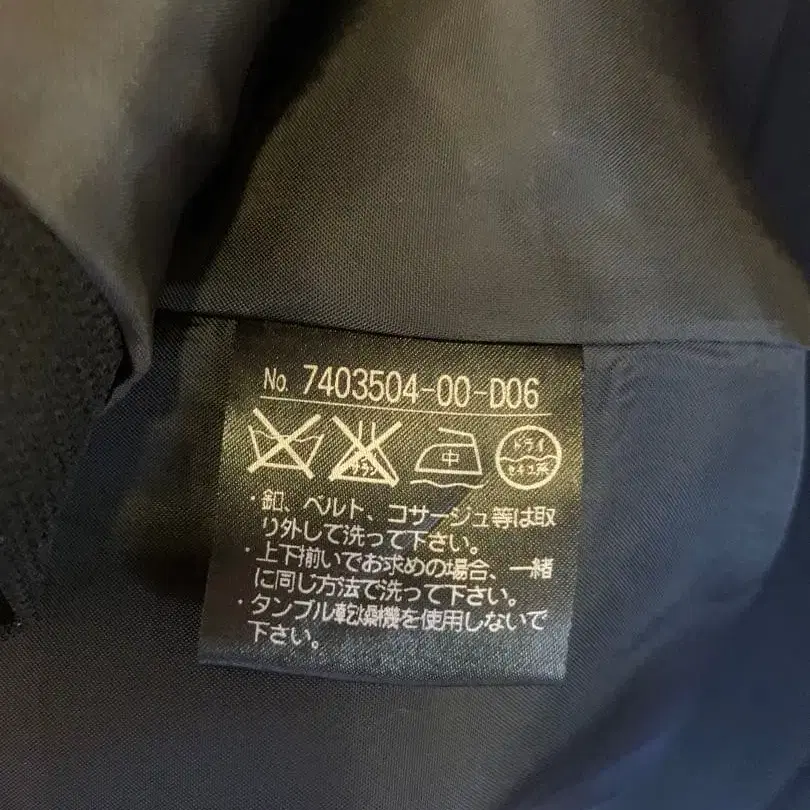 No. 7403504-00-D06
中 ドライ
セキユ系
・釦、ベルト、コサージュ等は取
り外して洗って下さい。
・上下揃いでお求めの場合、一緒
に同じ方法で洗って下さい。
・タンブル乾燥機を使用しないで
下さい。